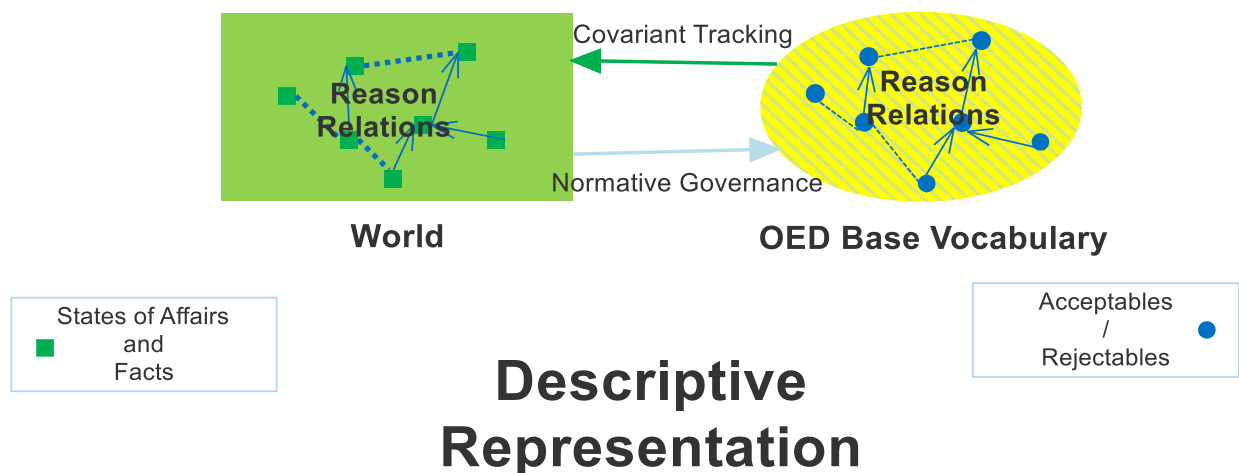 Covariant Tracking
Reason
Relations
Reason
Relations
Normative Governance
World
OED Base Vocabulary
States of Affairs
and
Facts
Acceptables
/
Rejectables
Descriptive
Representation